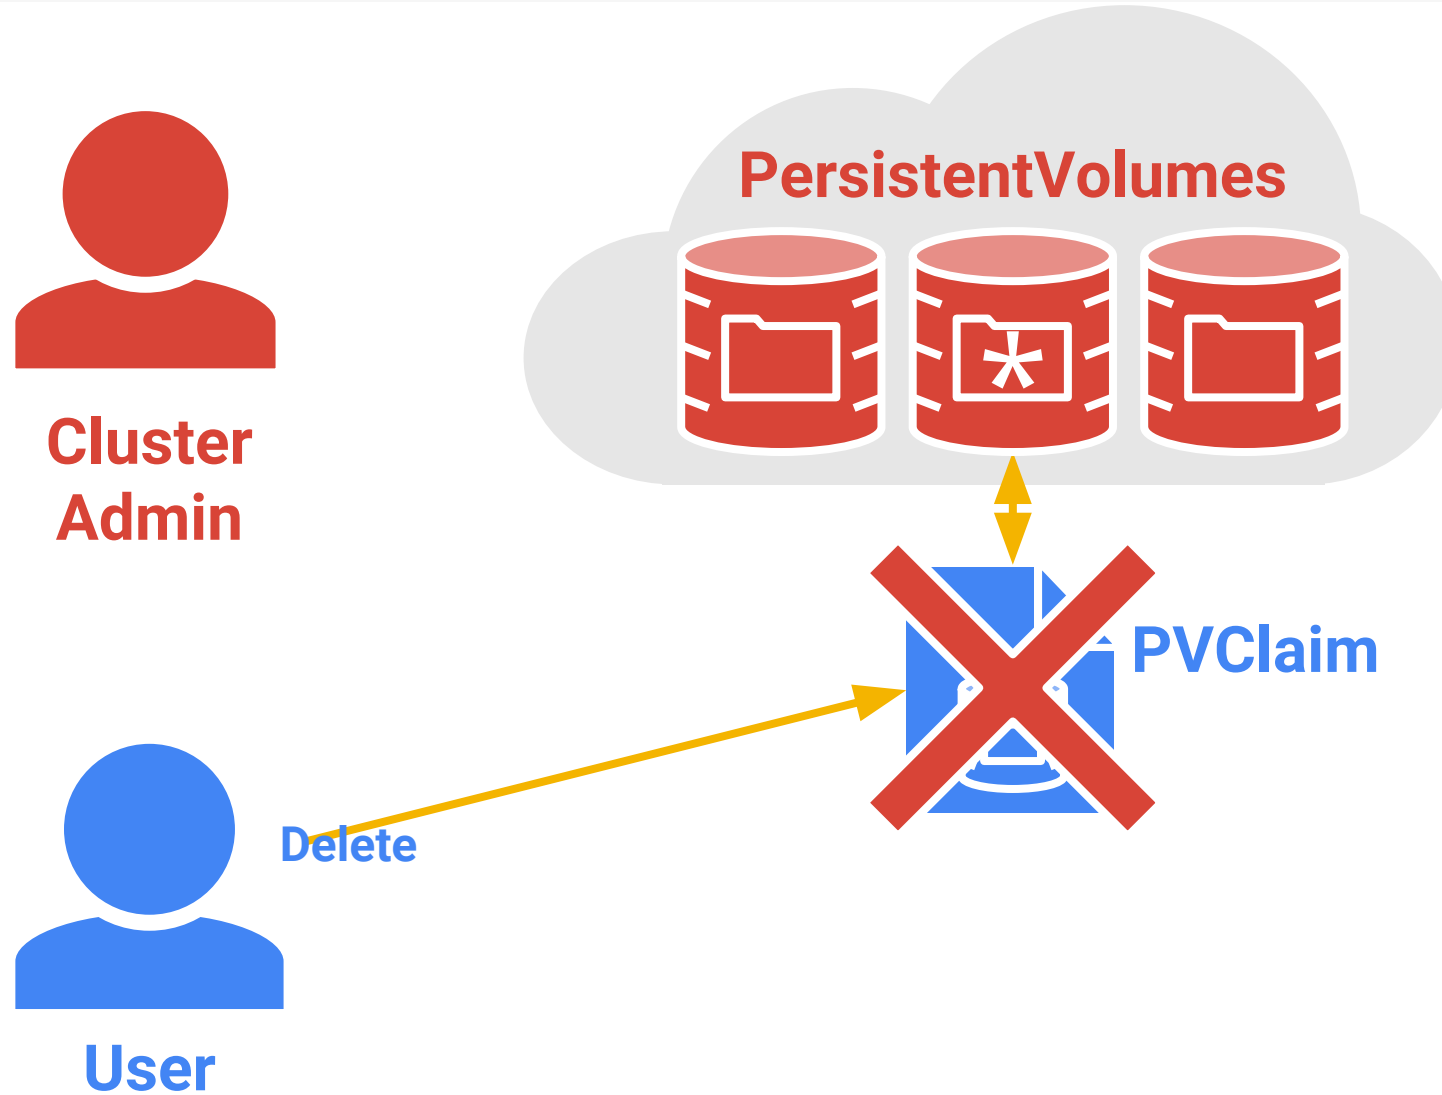 PersistentVolumes
*
Cluster
Admin
PVClaim
Delete
User